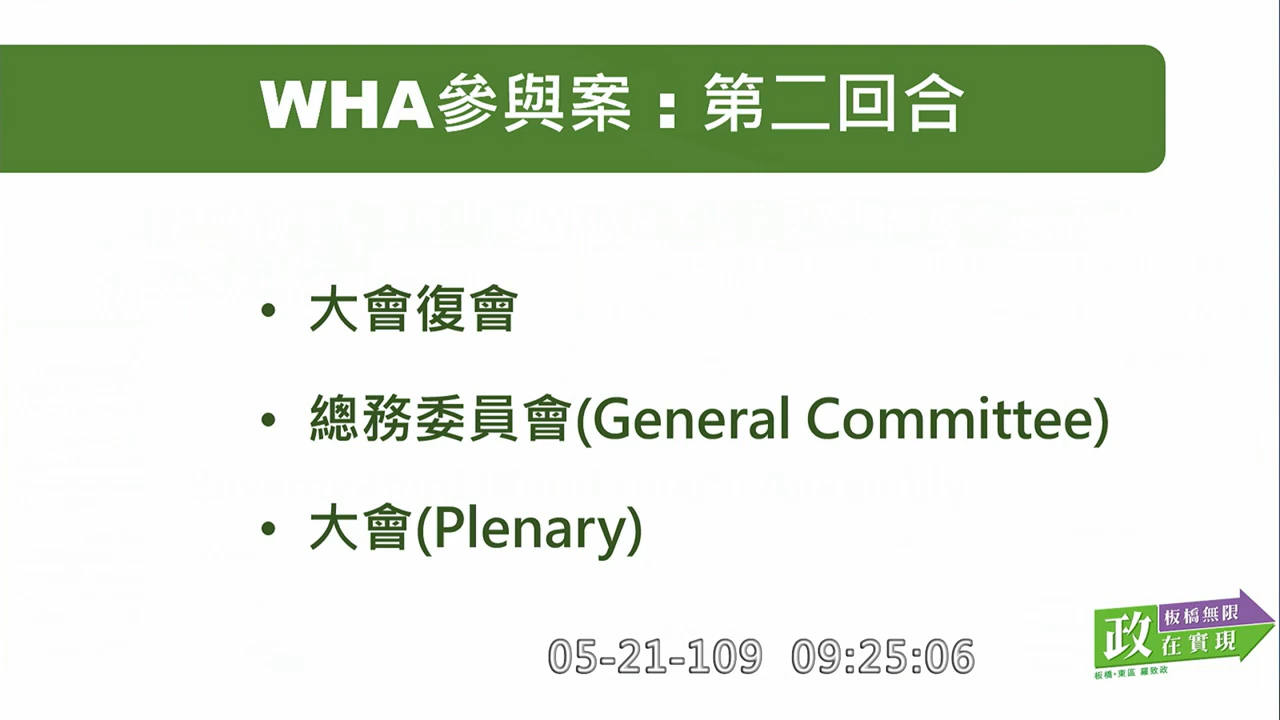 WHA參與案：第二回合
• 大會復會
• 總務委員會(General Committee)
• 大會(Plenary)
05-21-109 09:25:06
政
板橋無限
在實現
板橋•東區 羅致政